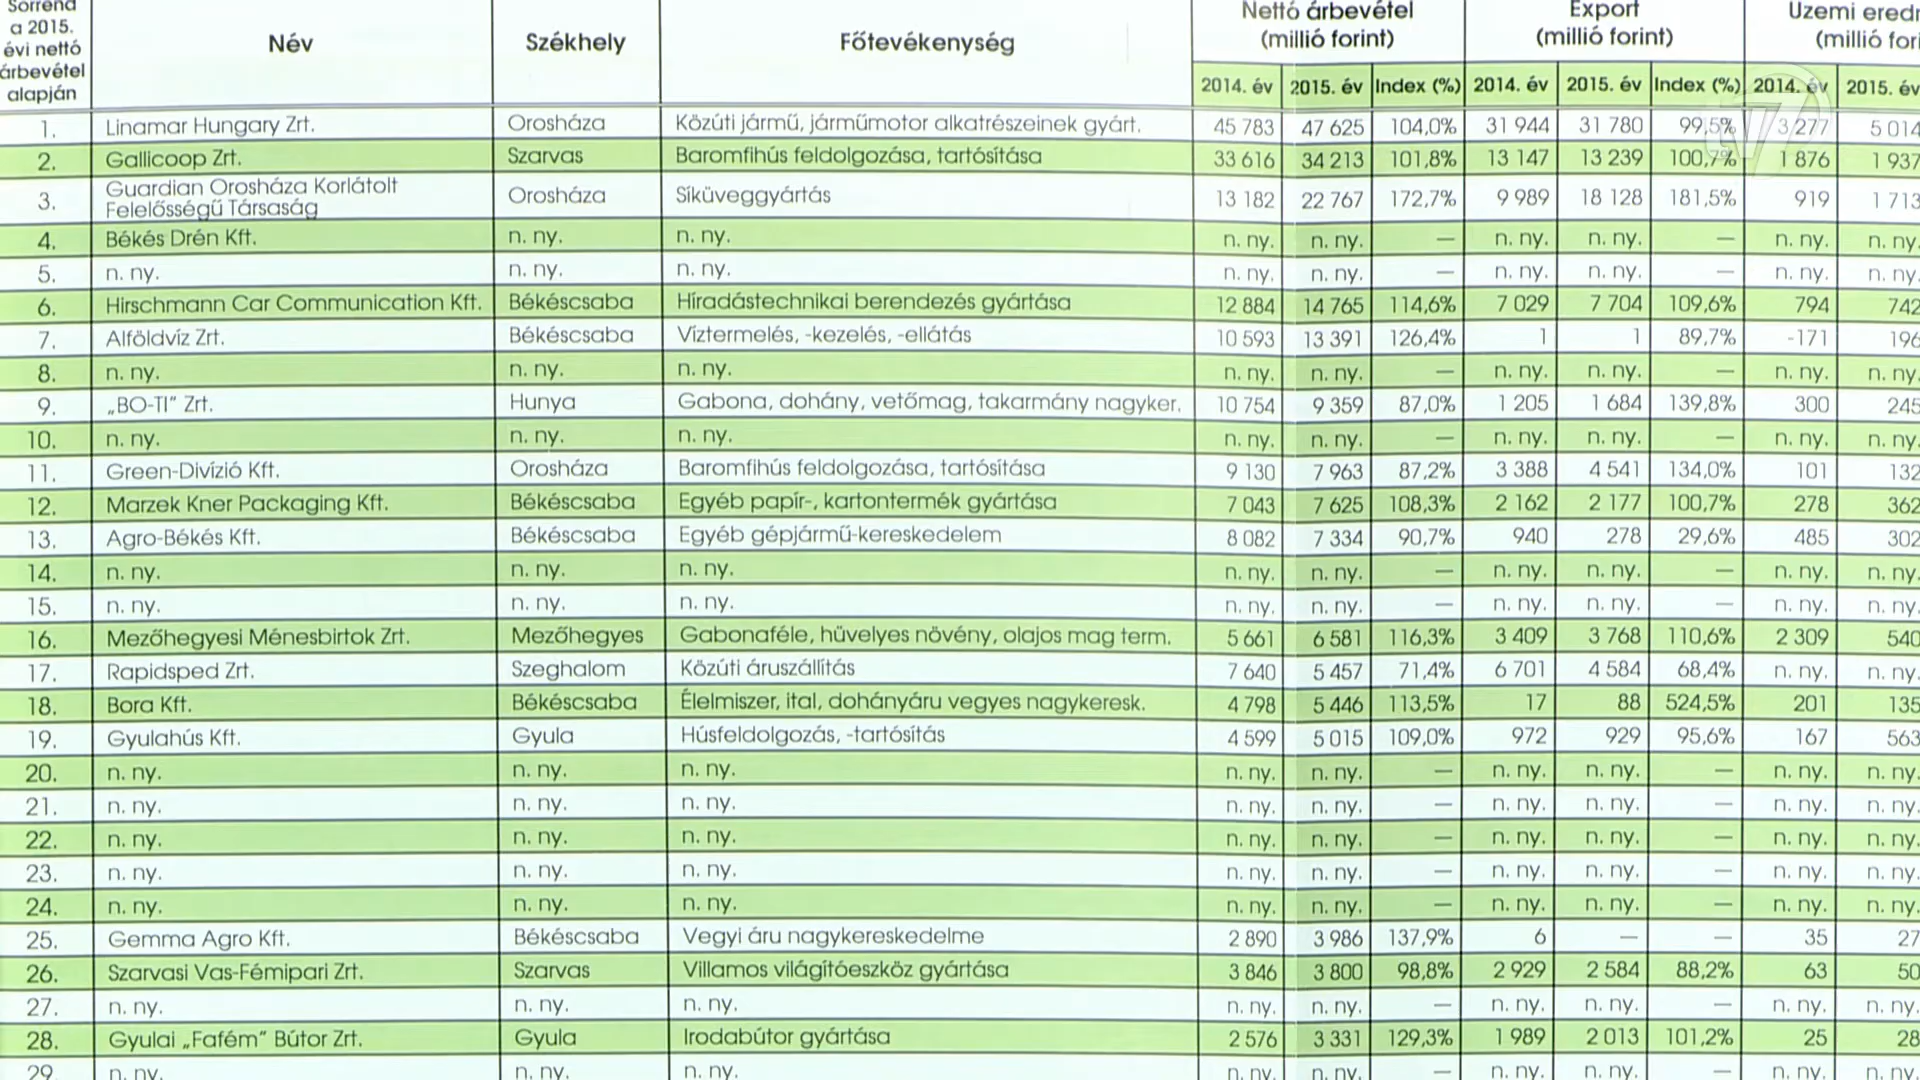 Sorrend
a 2015.
évi nettó
árbevétel
alapján
Név
Székhely
Főtevékenység
Nettó árbevétel
(millió forint)
Export
(millió forint)
Üzemi
(millió
2014. év 2015. év Index (%) 2014. év 2015. év Index (%) 2014. év 2015. év
1. Linamar Hungary Zrt. Orosháza Közúti jármű, járműmotor alkatrészeinek gyárt. 45 783 47 625 104,0% 31 944 31 780 99,5% 3 277 5 014
2. Gallicoop Zrt. Szarvas Baromfihús feldolgozása, tartósítása 33 616 34 213 101,8% 13 147 13 239 100,7% 1 876 1 937
3. Guardian Orosháza Korlátolt
Felelősségű Társaság Orosháza Síküveggyártás 13 182 22 767 172,7% 9 989 18 128 181,5% 919 1 713
4. Békés Drén Kft. n. ny. n. ny. n. ny. n. ny. — n. ny. n. ny. — n. ny. n. ny.
5. n. ny. n. ny. n. ny. n. ny. n. ny. — n. ny. n. ny. — n. ny. n. ny.
6. Hirschmann Car Communication Kft. Békéscsaba Híradástechnikai berendezés gyártása 12 884 14 765 114,6% 7 029 7 704 109,6% 794 742
7. Alföldvíz Zrt. Békéscsaba Víztermelés, -kezelés, -ellátás 10 593 13 391 126,4% 1 1 89,7% -171 196
8. n. ny. n. ny. n. ny. n. ny. n. ny. — n. ny. n. ny. — n. ny. n. ny.
9. „BO-TI" Zrt. Hunya Gabona, dohány, vetőmag, takarmány nagyker. 10 754 9 359 87,0% 1 205 1 684 139,8% 300 245
10. n. ny. n. ny. n. ny. n. ny. n. ny. — n. ny. n. ny. — n. ny. n. ny.
11. Green-Divízió Kft. Orosháza Baromfihús feldolgozása, tartósítása 9 130 7 963 87,2% 3 388 4 541 134,0% 101 132
12. Marzek Kner Packaging Kft. Békéscsaba Egyéb papír-, kartontermék gyártása 7 043 7 625 108,3% 2 162 2 177 100,7% 278 362
13. Agro-Békés Kft. Békéscsaba Egyéb gépjármű-kereskedelem 8 082 7 334 90,7% 940 278 29,6% 485 302
14. n. ny. n. ny. n. ny. n. ny. n. ny. — n. ny. n. ny. — n. ny. n. ny.
15. n. ny. n. ny. n. ny. n. ny. n. ny. — n. ny. n. ny. — n. ny. n. ny.
16. Mezőhegyesi Ménesbirtok Zrt. Mezőhegyes Gabonaféle, hüvelyes növény, olajos mag term. 5 661 6 581 116,3% 3 409 3 768 110,6% 2 309 540
17. Rapidsped Zrt. Szeghalom Közúti áruszállítás 7 640 5 457 71,4% 6 701 4 584 68,4% n. ny. n. ny.
18. Bora Kft. Békéscsaba Élelmiszer, ital, dohányáru vegyes nagykeresk. 4 798 5 446 113,5% 17 88 524,5% 201 135
19. Gyulahús Kft. Gyula Húsfeldolgozás, -tartósítás 4 599 5 015 109,0% 972 929 95,6% 167 563
20. n. ny. n. ny. n. ny. n. ny. n. ny. — n. ny. n. ny. — n. ny. n. ny.
21. n. ny. n. ny. n. ny. n. ny. n. ny. — n. ny. n. ny. — n. ny. n. ny.
22. n. ny. n. ny. n. ny. n. ny. n. ny. — n. ny. n. ny. — n. ny. n. ny.
23. n. ny. n. ny. n. ny. n. ny. n. ny. — n. ny. n. ny. — n. ny. n. ny.
24. n. ny. n. ny. n. ny. n. ny. n. ny. — n. ny. n. ny. — n. ny. n. ny.
25. Gemma Agro Kft. Békéscsaba Vegyi áru nagykereskedelme 2 890 3 986 137,9% 6 — — 35 27
26. Szarvasi Vas-Fémipari Zrt. Szarvas Villamos világítóeszköz gyártása 3 846 3 800 98,8% 2 929 2 584 88,2% 63 50
27. n. ny. n. ny. n. ny. n. ny. n. ny. — n. ny. n. ny. — n. ny. n. ny.
28. Gyulai „Fafém" Bútor Zrt. Gyula Irodabútor gyártása 2 576 3 331 129,3% 1 989 2 013 101,2% 25 28
29. n. ny. n. ny. n. ny. n. ny. n. ny. — n. ny. n. ny. — n. ny. n. ny.